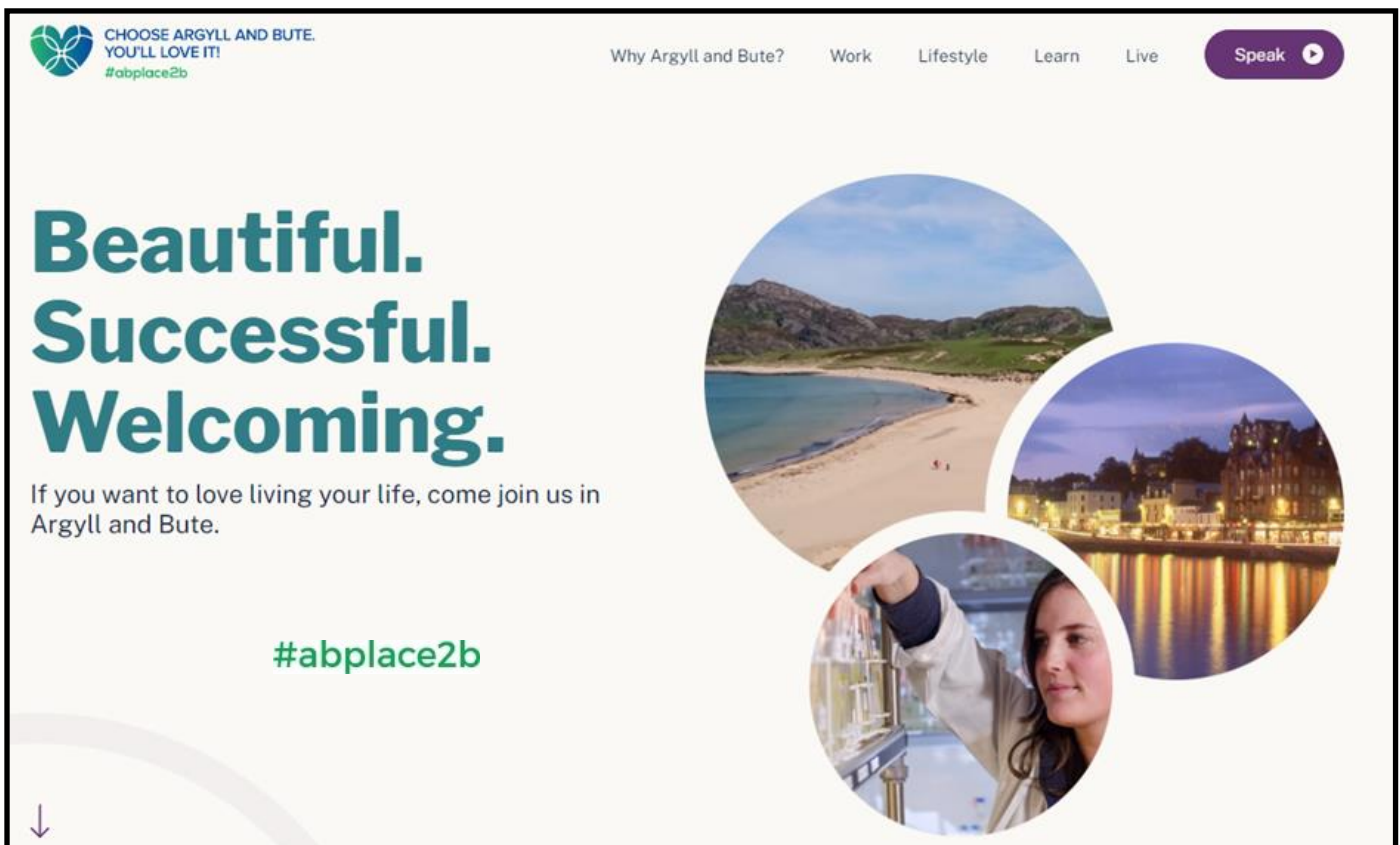 CHOOSE ARGYLL AND BUTE.
YOU'LL LOVE IT!
#abplace2b
Why Argyll and Bute? Work Lifestyle Learn Live Speak
Beautiful.
Successful.
Welcoming.
If you want to love living your life, come join us in
Argyll and Bute.
#abplace2b